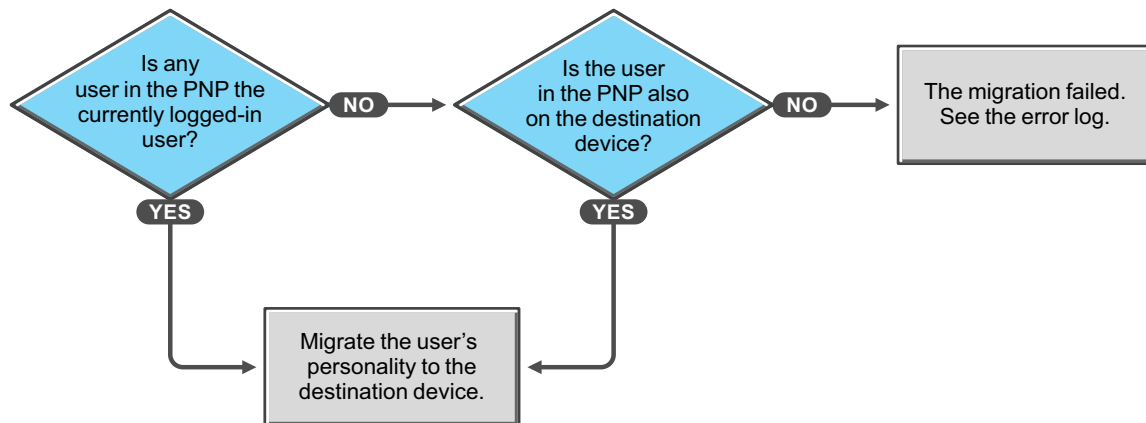 Is any
user in the PNP the
currently logged-in
user?
NO
Is the user
in the PNP also
on the destination
device?
NO
The migration failed.
See the error log.
YES
YES
Migrate the user’s
personality to the
destination device.